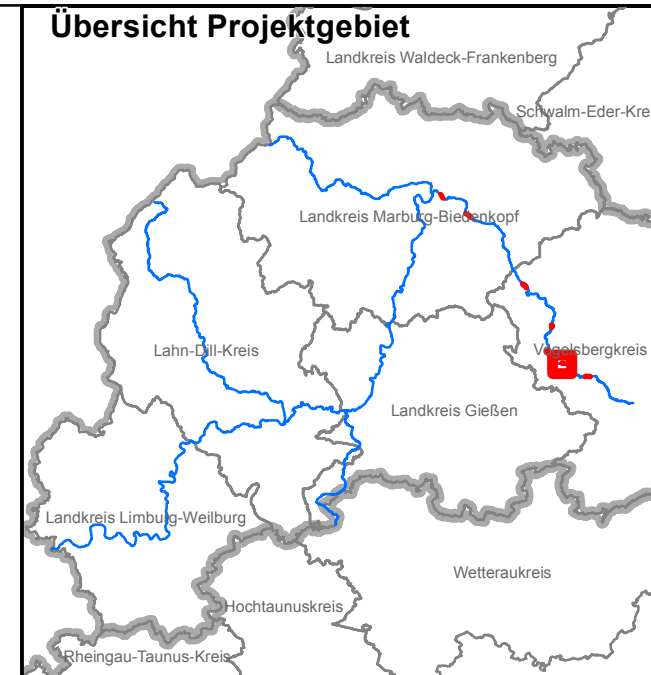 Übersicht Projektgebiet
Landkreis Waldeck-Frankenberg
Schwalm-Eder-Kre
Landkreis Marburg-Biedenkopf
Lahn-Dill-Kreis
Vogelsbergkreis
Landkreis Gießen
Landkreis Limburg-Weilburg
Wetteraukreis
Hochtaunuskreis
Rheingau-Taunus-Kreis